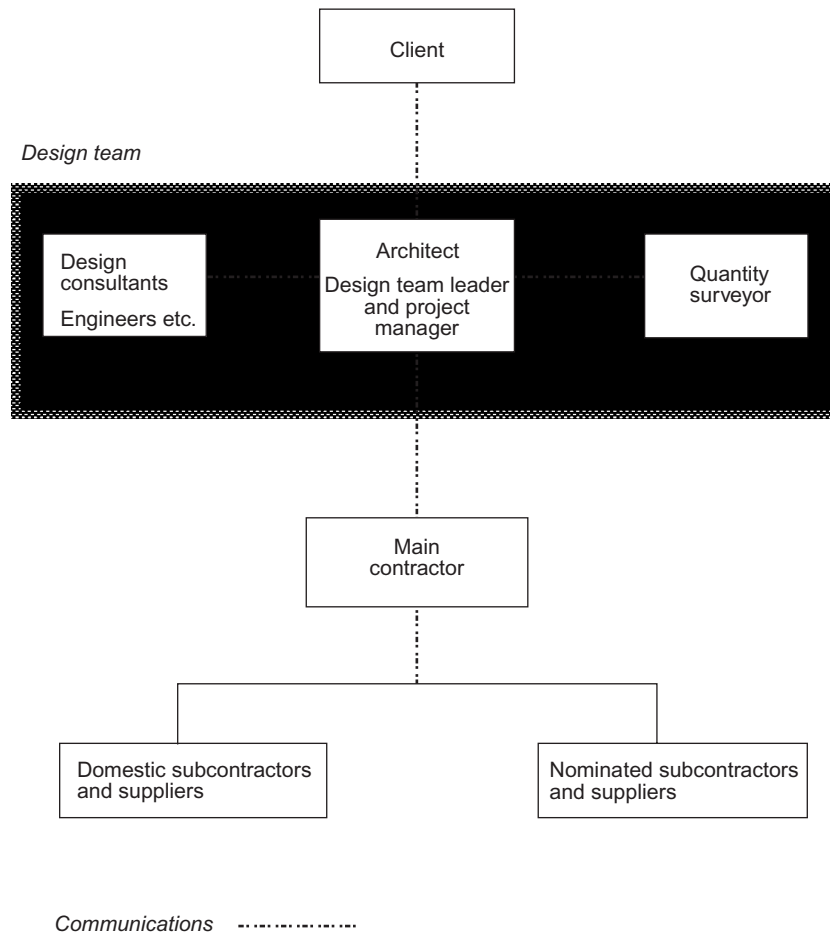 Client
Design team
Design
consultants
Engineers etc.
Architect
Design team leader
and project
manager
Quantity
surveyor
Main
contractor
Domestic subcontractors
and suppliers
Nominated subcontractors
and suppliers
Communications